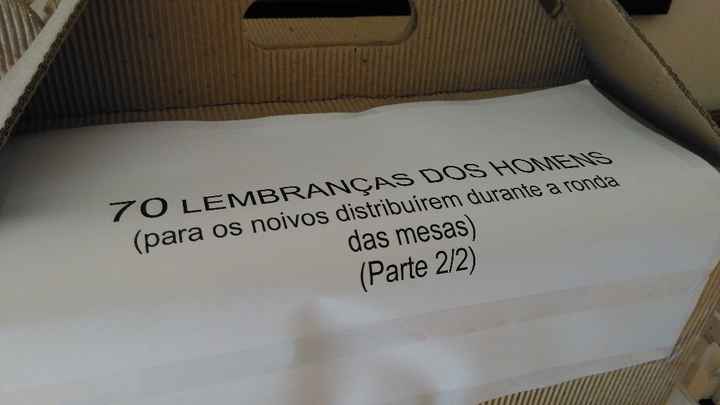 70 LEMBRANÇAS DOS HOMENS
(para os noivos distribuirem durante a ronda
das mesas)
(Parte 2/2)